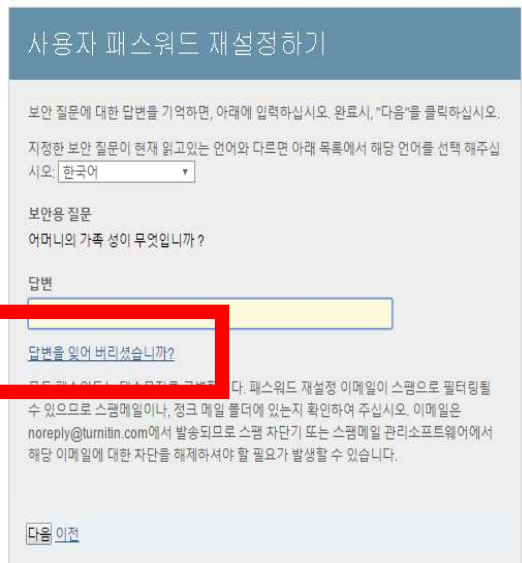 사용자 패스워드 재설정하기
보안 질문에 대한 답변을 기억하면, 아래에 입력하십시오. 완료시, "다음"을 클릭하십시오.
지정한 보안 질문이 현재 읽고있는 언어와 다르면 아래 목록에서 해당 언어를 선택 해주십
시오: 한국어
보안용 질문
어머니의 가족 성이 무엇입니까 ?
답변
답변을 잊어 버리셨습니까?
다. 패스워드 재설정 이메일이 스팸으로 필터링될
수 있으므로 스팸메일이나, 정크 메일 폴더에 있는지 확인하여 주십시오. 이메일은
noreply@turnitin.com에서 발송되므로 스팸 차단기 또는 스팸메일 관리소프트웨어에서
해당 이메일에 대한 차단을 해제하셔야 할 필요가 발생할 수 있습니다.
다음 이전